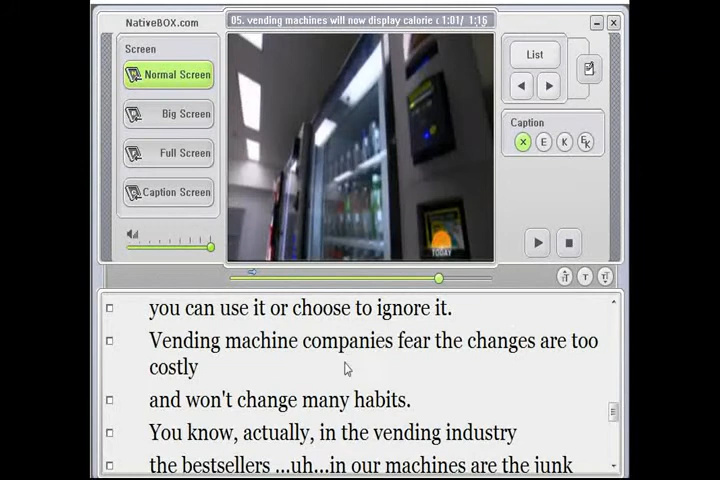 NativeBOX.com
05. vending machines will now display calorie c 1:01/ 1:16
Screen
Normal Screen
Big Screen
Full Screen
Caption Screen
List
Caption
X
E
K
EK
TODAY
T
T
T
you can use it or choose to ignore it.
Vending machine companies fear the changes are too
costly
and won't change many habits.
You know, actually, in the vending industry
the bestsellers ...uh...in our machines are the junk